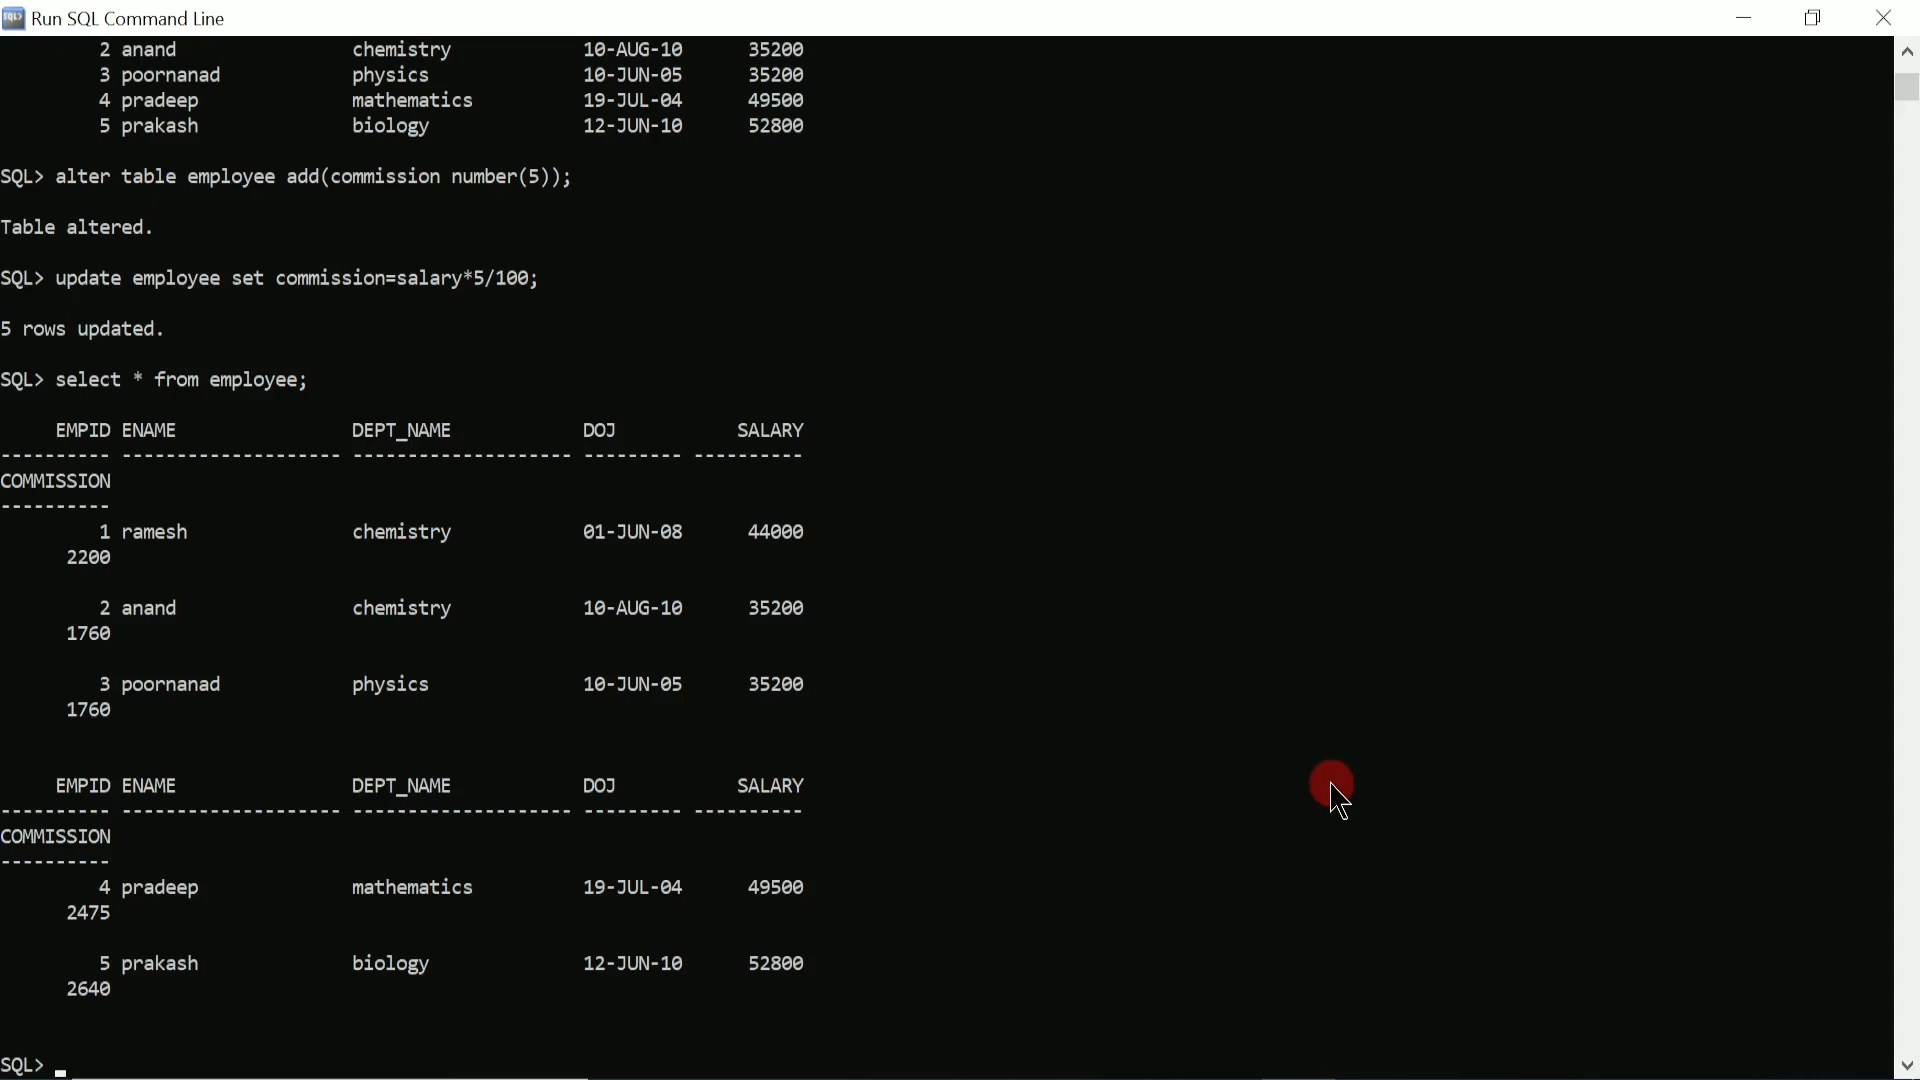 Run SQL Command Line
2 anand chemistry 10-AUG-10 35200
3 poornanad physics 10-JUN-05 35200
4 pradeep mathematics 19-JUL-04 49500
5 prakash biology 12-JUN-10 52800
SQL> alter table employee add(commission number(5));
Table altered.
SQL> update employee set commission=salary*5/100;
5 rows updated.
SQL> select * from employee;
EMPID ENAME DEPT_NAME DOJ SALARY
---------- -------------------- -------------------- --------- ----------
COMMISSION
----------
1 ramesh chemistry 01-JUN-08 44000
2200
2 anand chemistry 10-AUG-10 35200
1760
3 poornanad physics 10-JUN-05 35200
1760
EMPID ENAME DEPT_NAME DOJ SALARY
---------- -------------------- -------------------- --------- ----------
COMMISSION
----------
4 pradeep mathematics 19-JUL-04 49500
2475
5 prakash biology 12-JUN-10 52800
2640
SQL>